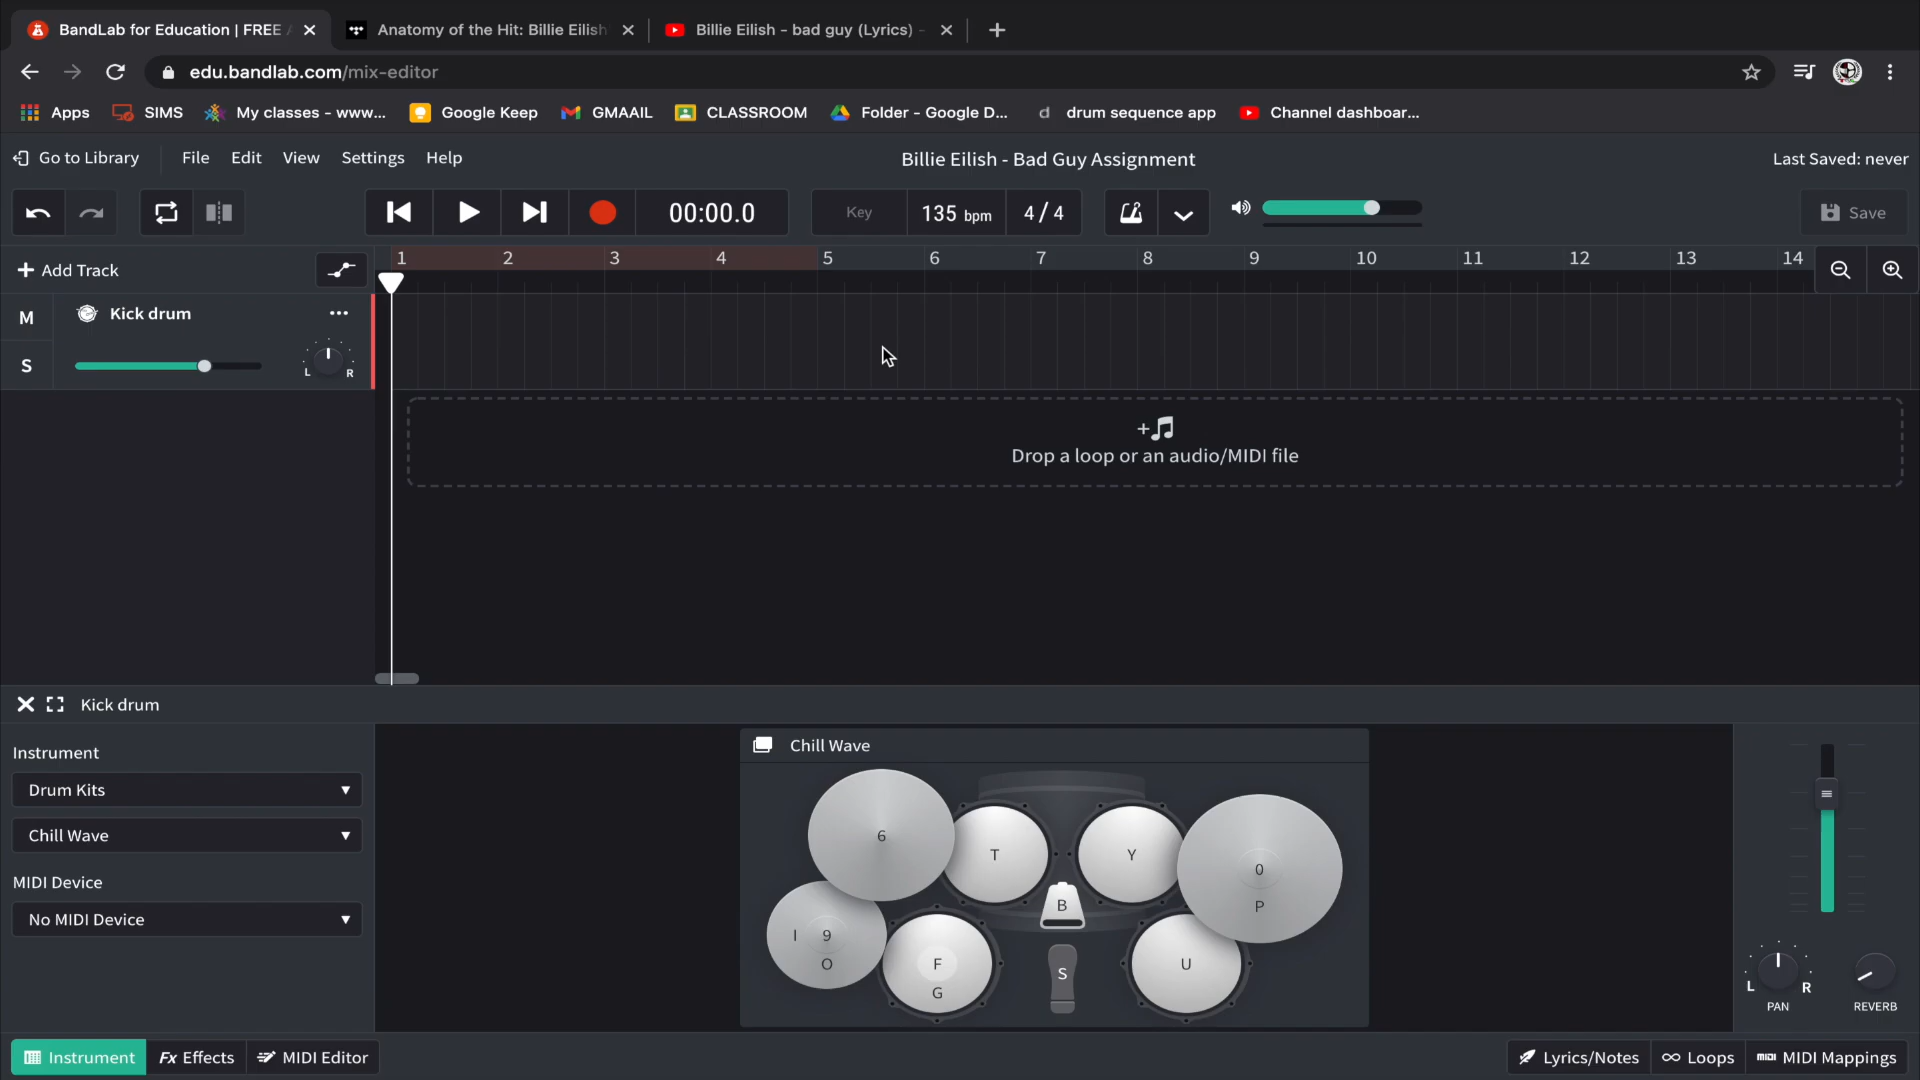 BandLab for Education | FREE
Anatomy of the Hit: Billie Eilish
Billie Eilish - bad guy (Lyrics) -
edu.bandlab.com/mix-editor
Apps SIMS My classes - www... Google Keep GMAAIL CLASSROOM Folder - Google D... drum sequence app Channel dashboar...
Go to Library File Edit View Settings Help Billie Eilish - Bad Guy Assignment Last Saved: never
00:00.0 Key 135 bpm 4 / 4 Save
+ Add Track 1 2 3 4 5 6 7 8 9 10 11 12 13 14
M Kick drum ...
S L R
+
Drop a loop or an audio/MIDI file
Kick drum
Instrument
Drum Kits
Chill Wave
MIDI Device
No MIDI Device
Chill Wave
6 T Y 0
P
B
I 9
O
F
G
S U
L R
PAN REVERB
Instrument Fx Effects MIDI Editor Lyrics/Notes Loops MIDI MIDI Mappings